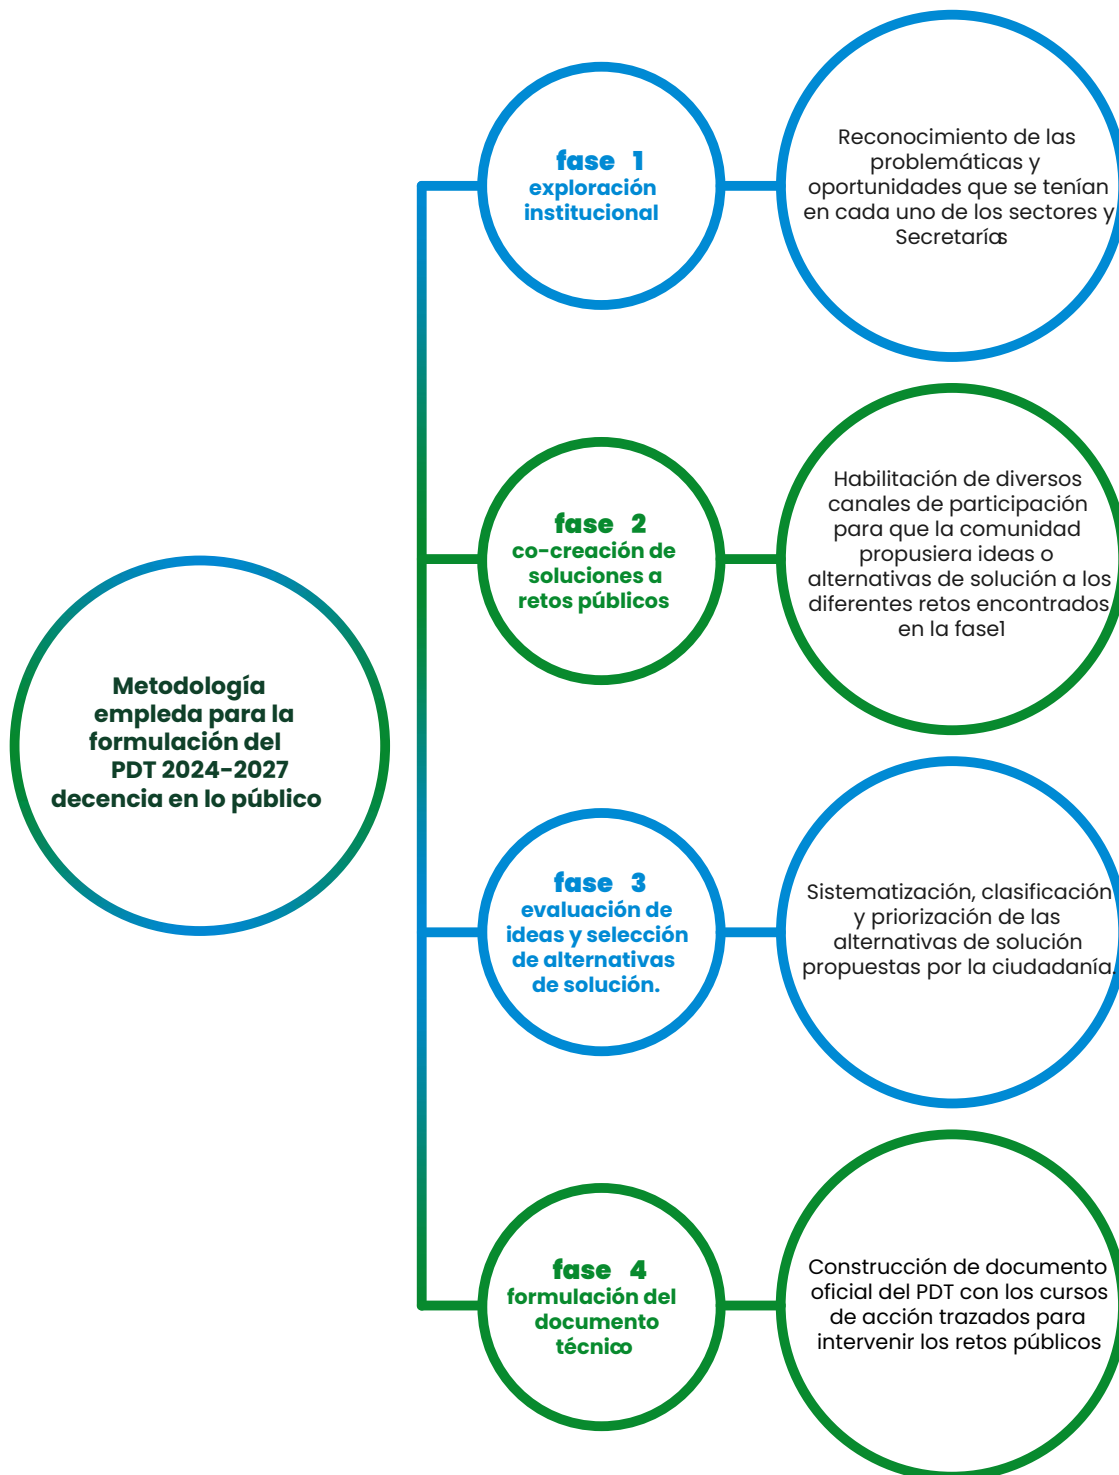 Metodología
empleda para la
formulación del
PDT 2024-2027
decencia en lo público
fase 1
exploración
institucional
Reconocimiento de las
problemáticas y
oportunidades que se tenían
en cada uno de los sectores y
Secretarías
fase 2
co-creación de
soluciones a
retos públicos
Habilitación de diversos
canales de participación
para que la comunidad
propusiera ideas o
alternativas de solución a los
diferentes retos encontrados
en la fase1
fase 3
evaluación de
ideas y selección
de alternativas
de solución.
Sistematización, clasificación
y priorización de las
alternativas de solución
propuestas por la ciudadanía.
fase 4
formulación del
documento
técnico
Construcción de documento
oficial del PDT con los cursos
de acción trazados para
intervenir los retos públicos